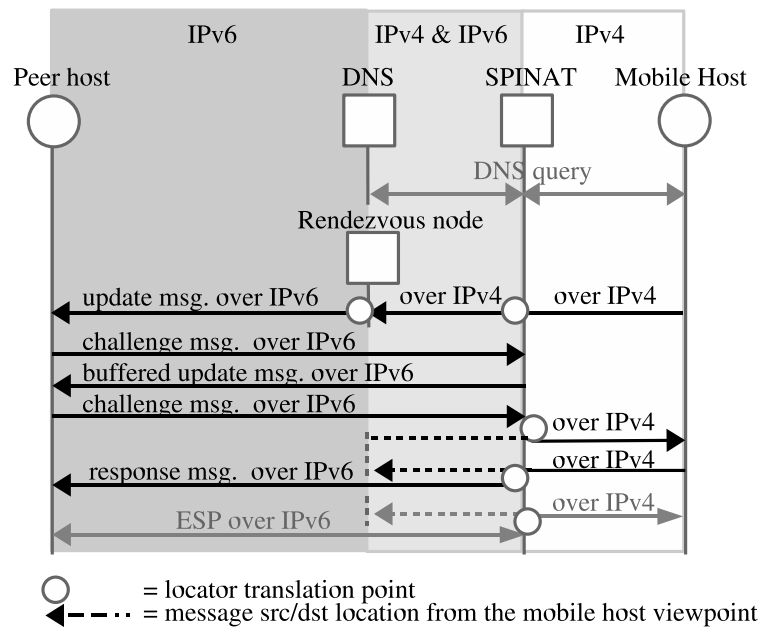 IPv6 IPv4 & IPv6 IPv4
Peer host DNS SPINAT Mobile Host
DNS query
Rendezvous node
update msg. over IPv6 over IPv4 over IPv4
challenge msg. over IPv6
buffered update msg. over IPv6
challenge msg. over IPv6 over IPv4
response msg. over IPv6 over IPv4
ESP over IPv6 over IPv4
= locator translation point
= message src/dst location from the mobile host viewpoint